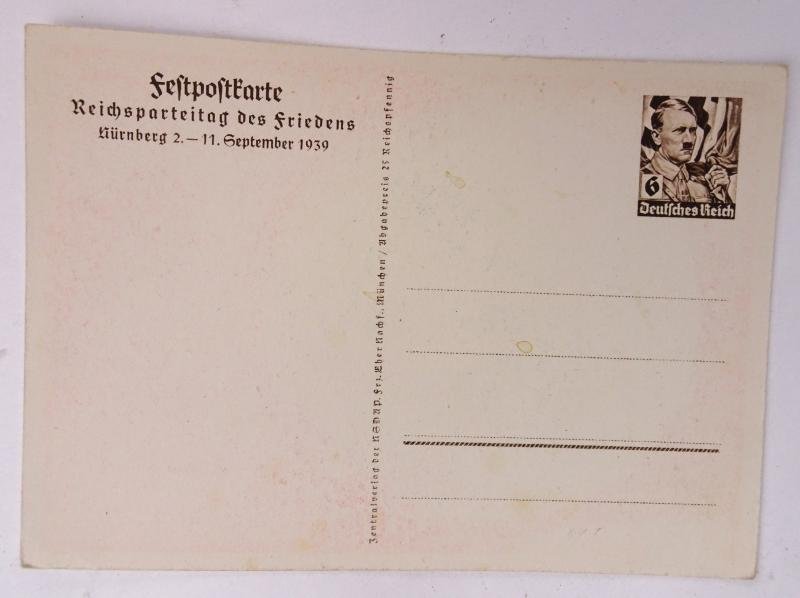 Festpostkarte
Reichsparteitag des Friedens
Nürnberg 2.–11. September 1939
Zentralverlag der NSDAP. Frz. Eher Nachf., München / Abgabepreis 25 Reichspfennig
6
Deutsches Reich